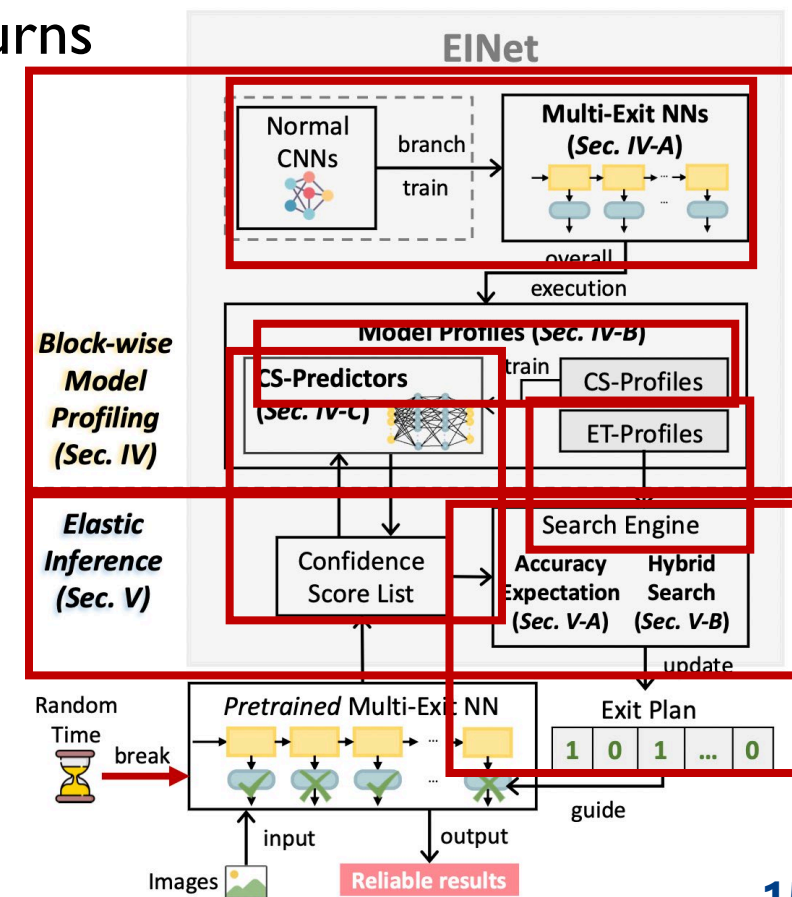 urns
EINet
Normal
CNNs
branch
train
Multi-Exit NNs
(Sec. IV-A)
...
...
overall
execution
Block-wise
Model
Profiling
(Sec. IV)
Model Profiles (Sec. IV-B)
CS-Predictors
(Sec. IV-C)
train
CS-Profiles
ET-Profiles
Elastic
Inference
(Sec. V)
Confidence
Score List
Search Engine
Accuracy
Expectation
(Sec. V-A)
Hybrid
Search
(Sec. V-B)
update
Random
Time
break
Pretrained Multi-Exit NN
...
...
Exit Plan
1 0 1 ... 0
guide
input
output
Images
Reliable results